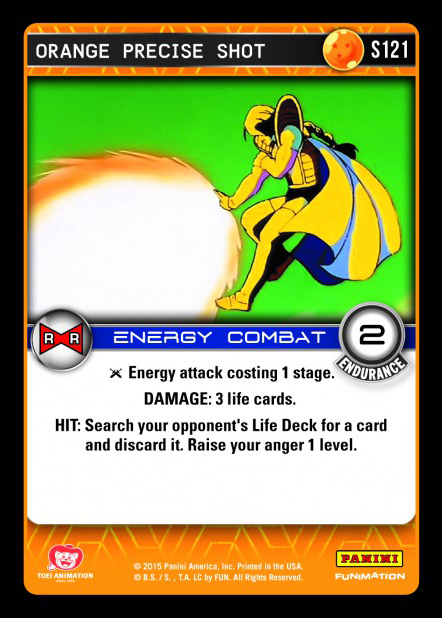 ORANGE PRECISE SHOT
S121
R R
ENERGY COMBAT
2
ENDURANCE
Energy attack costing 1 stage.
DAMAGE: 3 life cards.
HIT: Search your opponent's Life Deck for a card
and discard it. Raise your anger 1 level.
TOEI ANIMATION
© 2015 Panini America, Inc. Printed in the USA.
© B.S. / S. , T.A. LC by FUN. All Rights Reserved.
PANINI
FUNIMATION